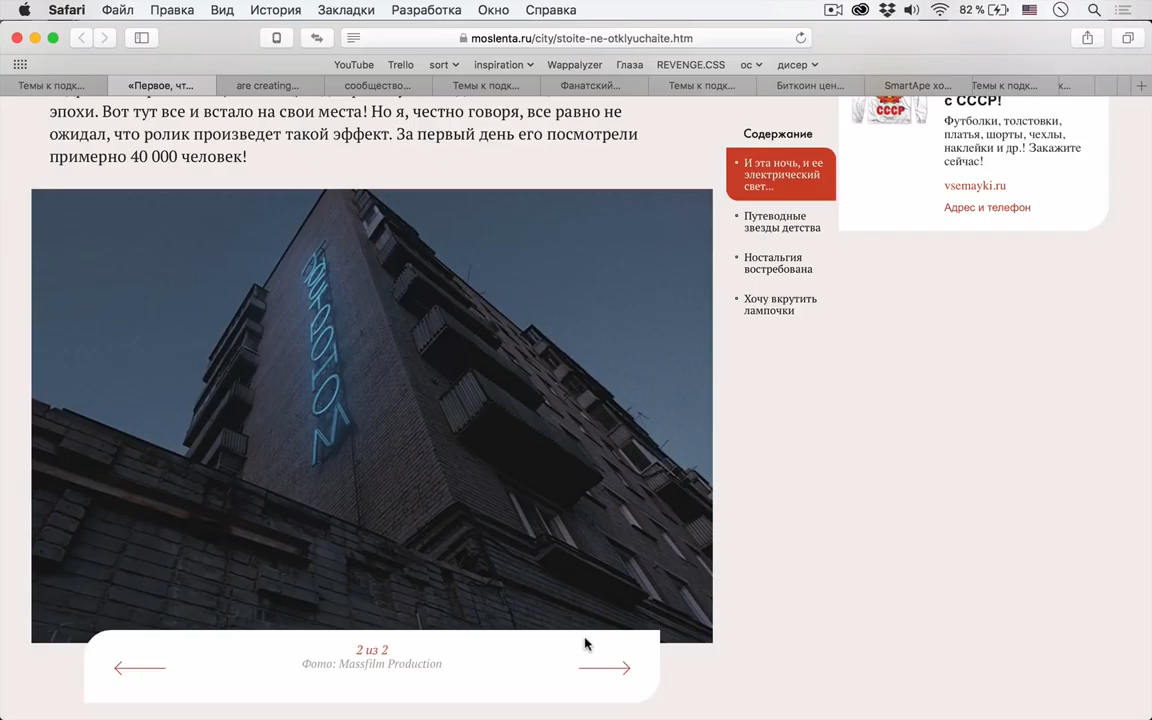 Safari Файл Правка Вид История Закладки Разработка Окно Справка 82 %
moslenta.ru/city/stoite-ne-otklyuchaite.htm
YouTube Trello sort inspiration Wappalyzer Глаза REVENGE.CSS ос дисер
Темы к подк... «Первое, чт... are creating... сообщество... Темы к подк... Фанатский... Темы к подк... Биткоин цен... SmartApe хо... Темы к подк... к...
эпохи. Вот тут все и встало на свои места! Но я, честно говоря, все равно не
ожидал, что ролик произведет такой эффект. За первый день его посмотрели
примерно 40 000 человек!
2 из 2
Фото: Massfilm Production
Содержание
И эта ночь, и ее
электрический
свет...
Путеводные
звезды детства
Ностальгия
востребована
Хочу вкрутить
лампочки
СССР
с СССР!
Футболки, толстовки,
платья, шорты, чехлы,
наклейки и др.! Закажите
сейчас!
vsemayki.ru
Адрес и телефон